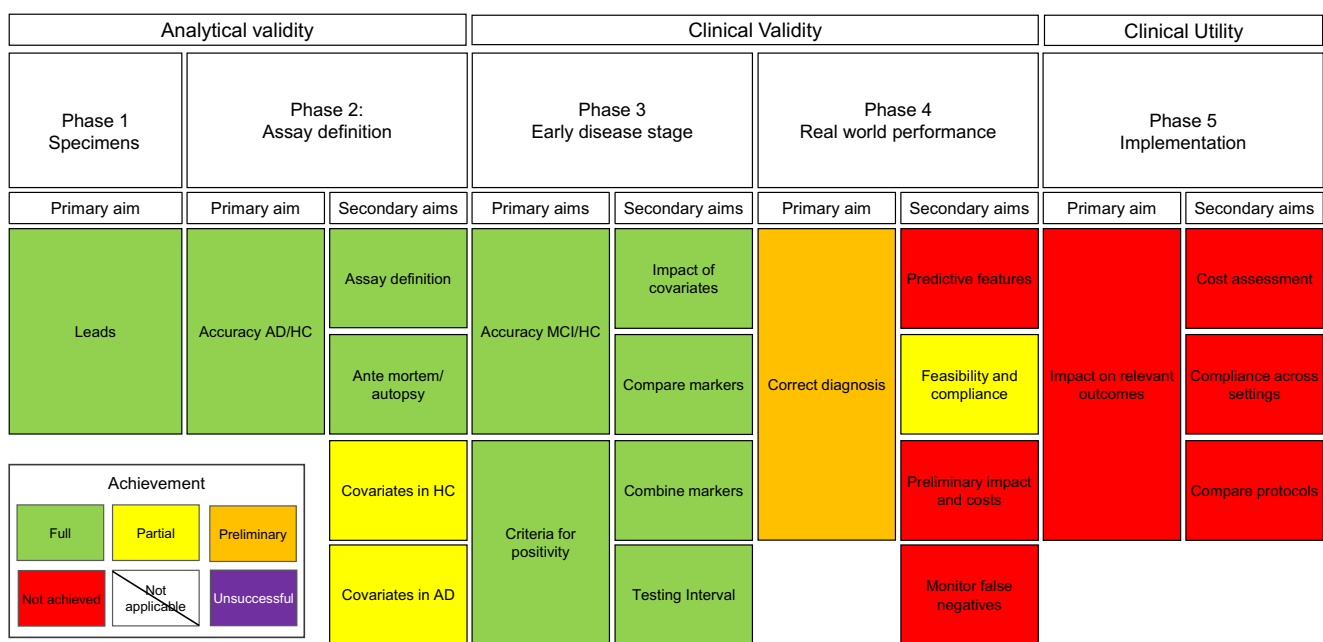 Analytical validity
Clinical Validity
Clinical Utility
Phase 1
Specimens
Phase 2:
Assay definition
Phase 3
Early disease stage
Phase 4
Real world performance
Phase 5
Implementation
Primary aim
Primary aim
Secondary aims
Primary aims
Secondary aims
Primary aim
Secondary aims
Primary aim
Secondary aims
Leads
Accuracy AD/HC
Assay definition
Ante mortem/
autopsy
Covariates in HC
Covariates in AD
Accuracy MCI/HC
Criteria for
positivity
Impact of
covariates
Compare markers
Combine markers
Testing Interval
Correct diagnosis
Predictive features
Feasibility and
compliance
Preliminary impact
and costs
Monitor false
negatives
Impact on relevant
outcomes
Cost assessment
Compliance across
settings
Compare protocols
Achievement
Full
Partial
Preliminary
Not achieved
Not
applicable
Unsuccessful